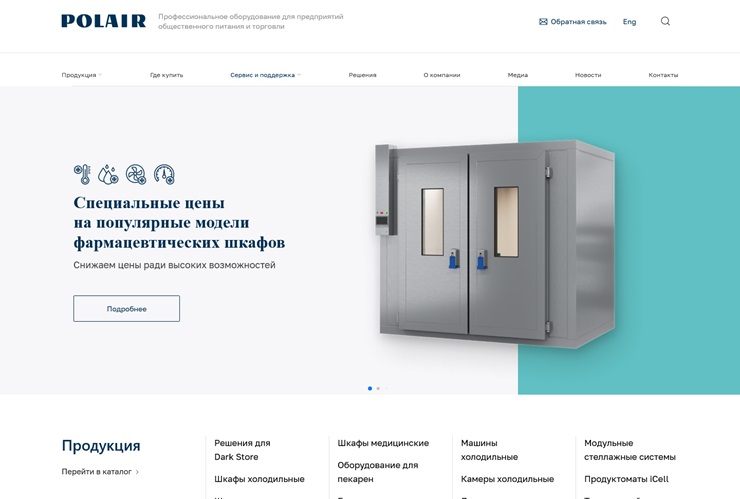 POLAIR
Профессиональное оборудование для предприятий
общественного питания и торговли
Обратная связь
Eng
Продукция
Где купить
Сервис и поддержка
Решения
О компании
Медиа
Новости
Контакты
Специальные цены
на популярные модели
фармацевтических шкафов
Снижаем цены ради высоких возможностей
Подробнее
Продукция
Перейти в каталог
Решения для
Dark Store
Шкафы холодильные
Шкафы медицинские
Оборудование для
пекарен
Машины
холодильные
Камеры холодильные
Модульные
стеллажные системы
Продуктоматы iCell